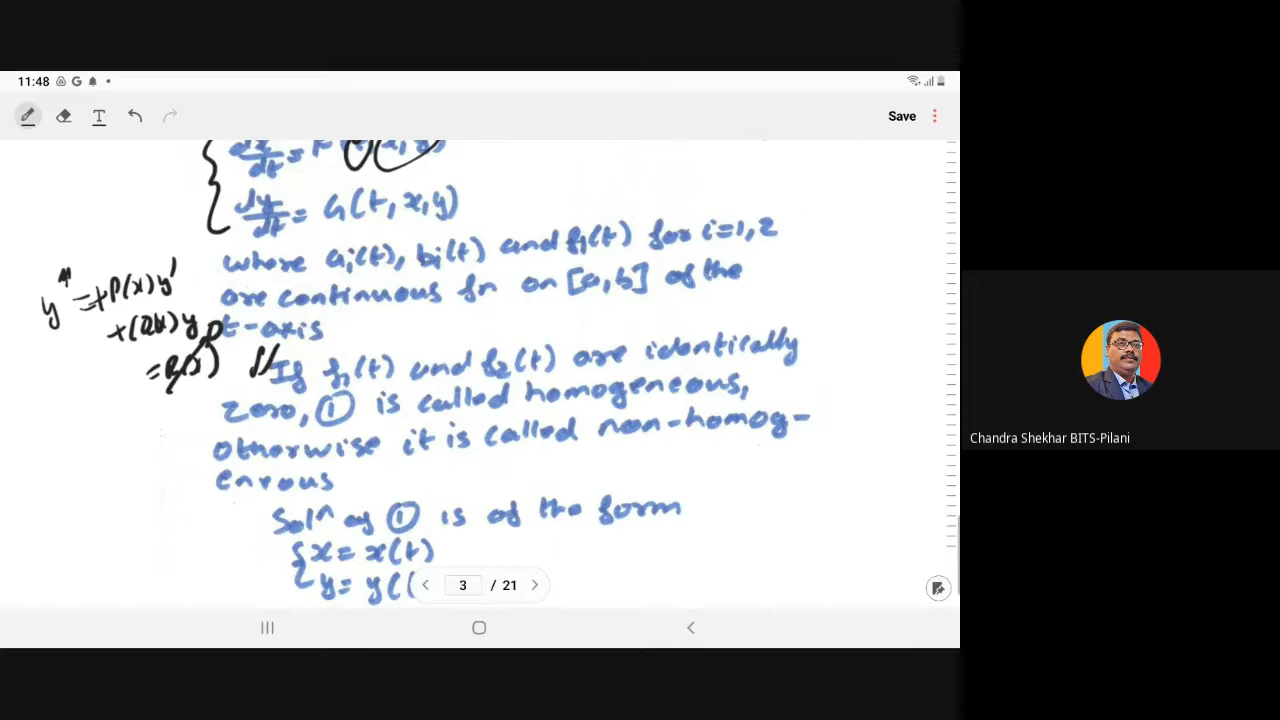 11:48
Save
dx/dt = F
dy/dt = G(t, x, y)
where ai(t), bi(t) and fi(t) for i=1,2
are continuous fn on [a,b] of the
t-axis
If f1(t) and f2(t) are identically
zero, ① is called homogeneous,
otherwise it is called non-homog-
eneous
Soln of ① is of the form
x = x(t)
y = y(
y'' = +P(x)y'
+Q(x)y
=R(x)
3 / 21
Chandra Shekhar BITS-Pilani